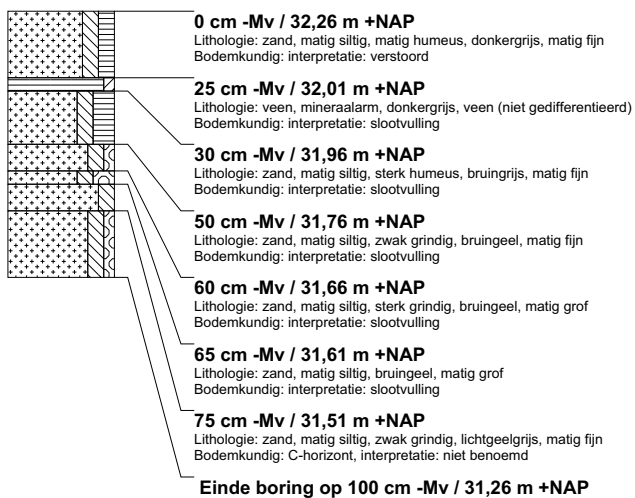 0 cm -Mv / 32,26 m +NAP
Lithologie: zand, matig siltig, matig humeus, donkergrijs, matig fijn
Bodemkundig: interpretatie: verstoord
25 cm -Mv / 32,01 m +NAP
Lithologie: veen, mineraalarm, donkergrijs, veen (niet gedifferentieerd)
Bodemkundig: interpretatie: slootvulling
30 cm -Mv / 31,96 m +NAP
Lithologie: zand, matig siltig, sterk humeus, bruingrijs, matig fijn
Bodemkundig: interpretatie: slootvulling
50 cm -Mv / 31,76 m +NAP
Lithologie: zand, matig siltig, zwak grindig, bruingeel, matig fijn
Bodemkundig: interpretatie: slootvulling
60 cm -Mv / 31,66 m +NAP
Lithologie: zand, matig siltig, sterk grindig, bruingeel, matig grof
Bodemkundig: interpretatie: slootvulling
65 cm -Mv / 31,61 m +NAP
Lithologie: zand, matig siltig, bruingeel, matig grof
Bodemkundig: interpretatie: slootvulling
75 cm -Mv / 31,51 m +NAP
Lithologie: zand, matig siltig, zwak grindig, lichtgeelgrijs, matig fijn
Bodemkundig: C-horizont, interpretatie: niet benoemd
Einde boring op 100 cm -Mv / 31,26 m +NAP